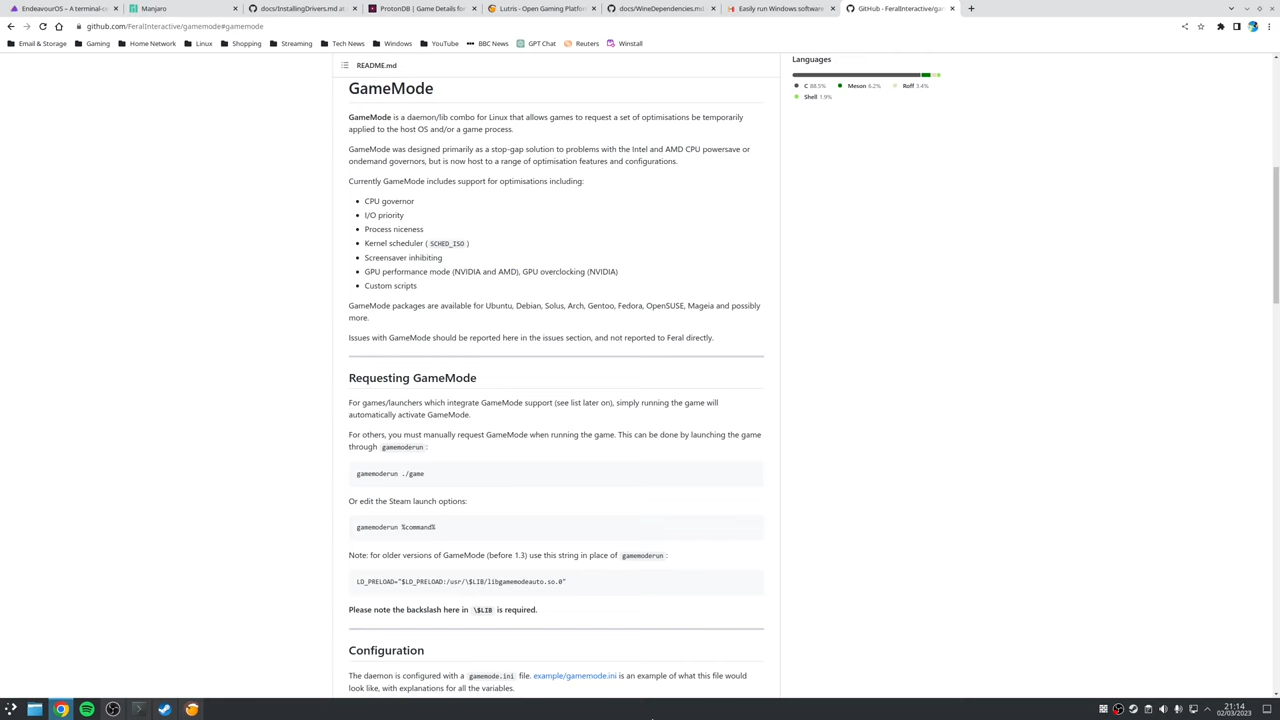 EndeavourOS – A terminal-ce
Manjaro
docs/InstallingDrivers.md at
ProtonDB | Game Details for
Lutris - Open Gaming Platform
docs/WineDependencies.md
Easily run Windows software
GitHub - FeralInteractive/gam
github.com/FeralInteractive/gamemode#gamemode
Email & Storage
Gaming
Home Network
Linux
Shopping
Streaming
Tech News
Windows
YouTube
BBC News
GPT Chat
Reuters
Winstall
README.md
GameMode
GameMode is a daemon/lib combo for Linux that allows games to request a set of optimisations be temporarily
applied to the host OS and/or a game process.
GameMode was designed primarily as a stop-gap solution to problems with the Intel and AMD CPU powersave or
ondemand governors, but is now host to a range of optimisation features and configurations.
Currently GameMode includes support for optimisations including:
• CPU governor
• I/O priority
• Process niceness
• Kernel scheduler ( SCHED_ISO )
• Screensaver inhibiting
• GPU performance mode (NVIDIA and AMD), GPU overclocking (NVIDIA)
• Custom scripts
GameMode packages are available for Ubuntu, Debian, Solus, Arch, Gentoo, Fedora, OpenSUSE, Mageia and possibly
more.
Issues with GameMode should be reported here in the issues section, and not reported to Feral directly.
Requesting GameMode
For games/launchers which integrate GameMode support (see list later on), simply running the game will
automatically activate GameMode.
For others, you must manually request GameMode when running the game. This can be done by launching the game
through gamemoderun :
gamemoderun ./game
Or edit the Steam launch options:
gamemoderun %command%
Note: for older versions of GameMode (before 1.3) use this string in place of gamemoderun :
LD_PRELOAD="$LD_PRELOAD:/usr/\$LIB/libgamemodeauto.so.0"
Please note the backslash here in \$LIB is required.
Configuration
The daemon is configured with a gamemode.ini file. example/gamemode.ini is an example of what this file would
look like, with explanations for all the variables.
Languages
C 88.5%
Meson 6.2%
Roff 3.4%
Shell 1.9%
21:14
02/03/2023